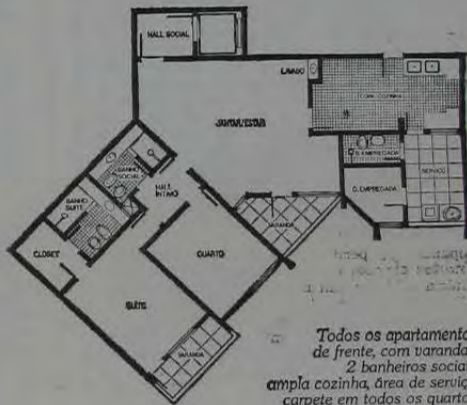 HALL SOCIAL
LAVABO
COPA-COZINHA
JANTAR/ESTAR
B. EMPREGADA
SERVIÇO
BANHO
SOCIAL
HALL
ÍNTIMO
BANHO
SUÍTE
Q. EMPREGADA
VARANDA
CLOSET
QUARTO
SUÍTE
VARANDA
Todos os apartamento
de frente, com varanda
2 banheiros socia
ampla cozinha, área de serviç
carpete em todos os quarto